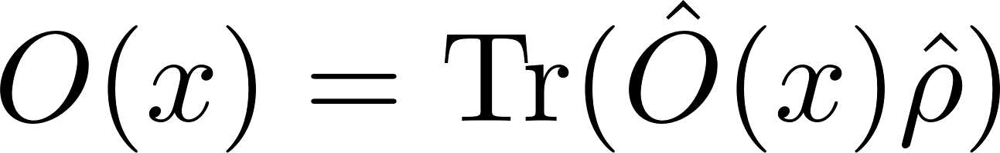 O(x) = Tr(Ô(x)ρ̂)